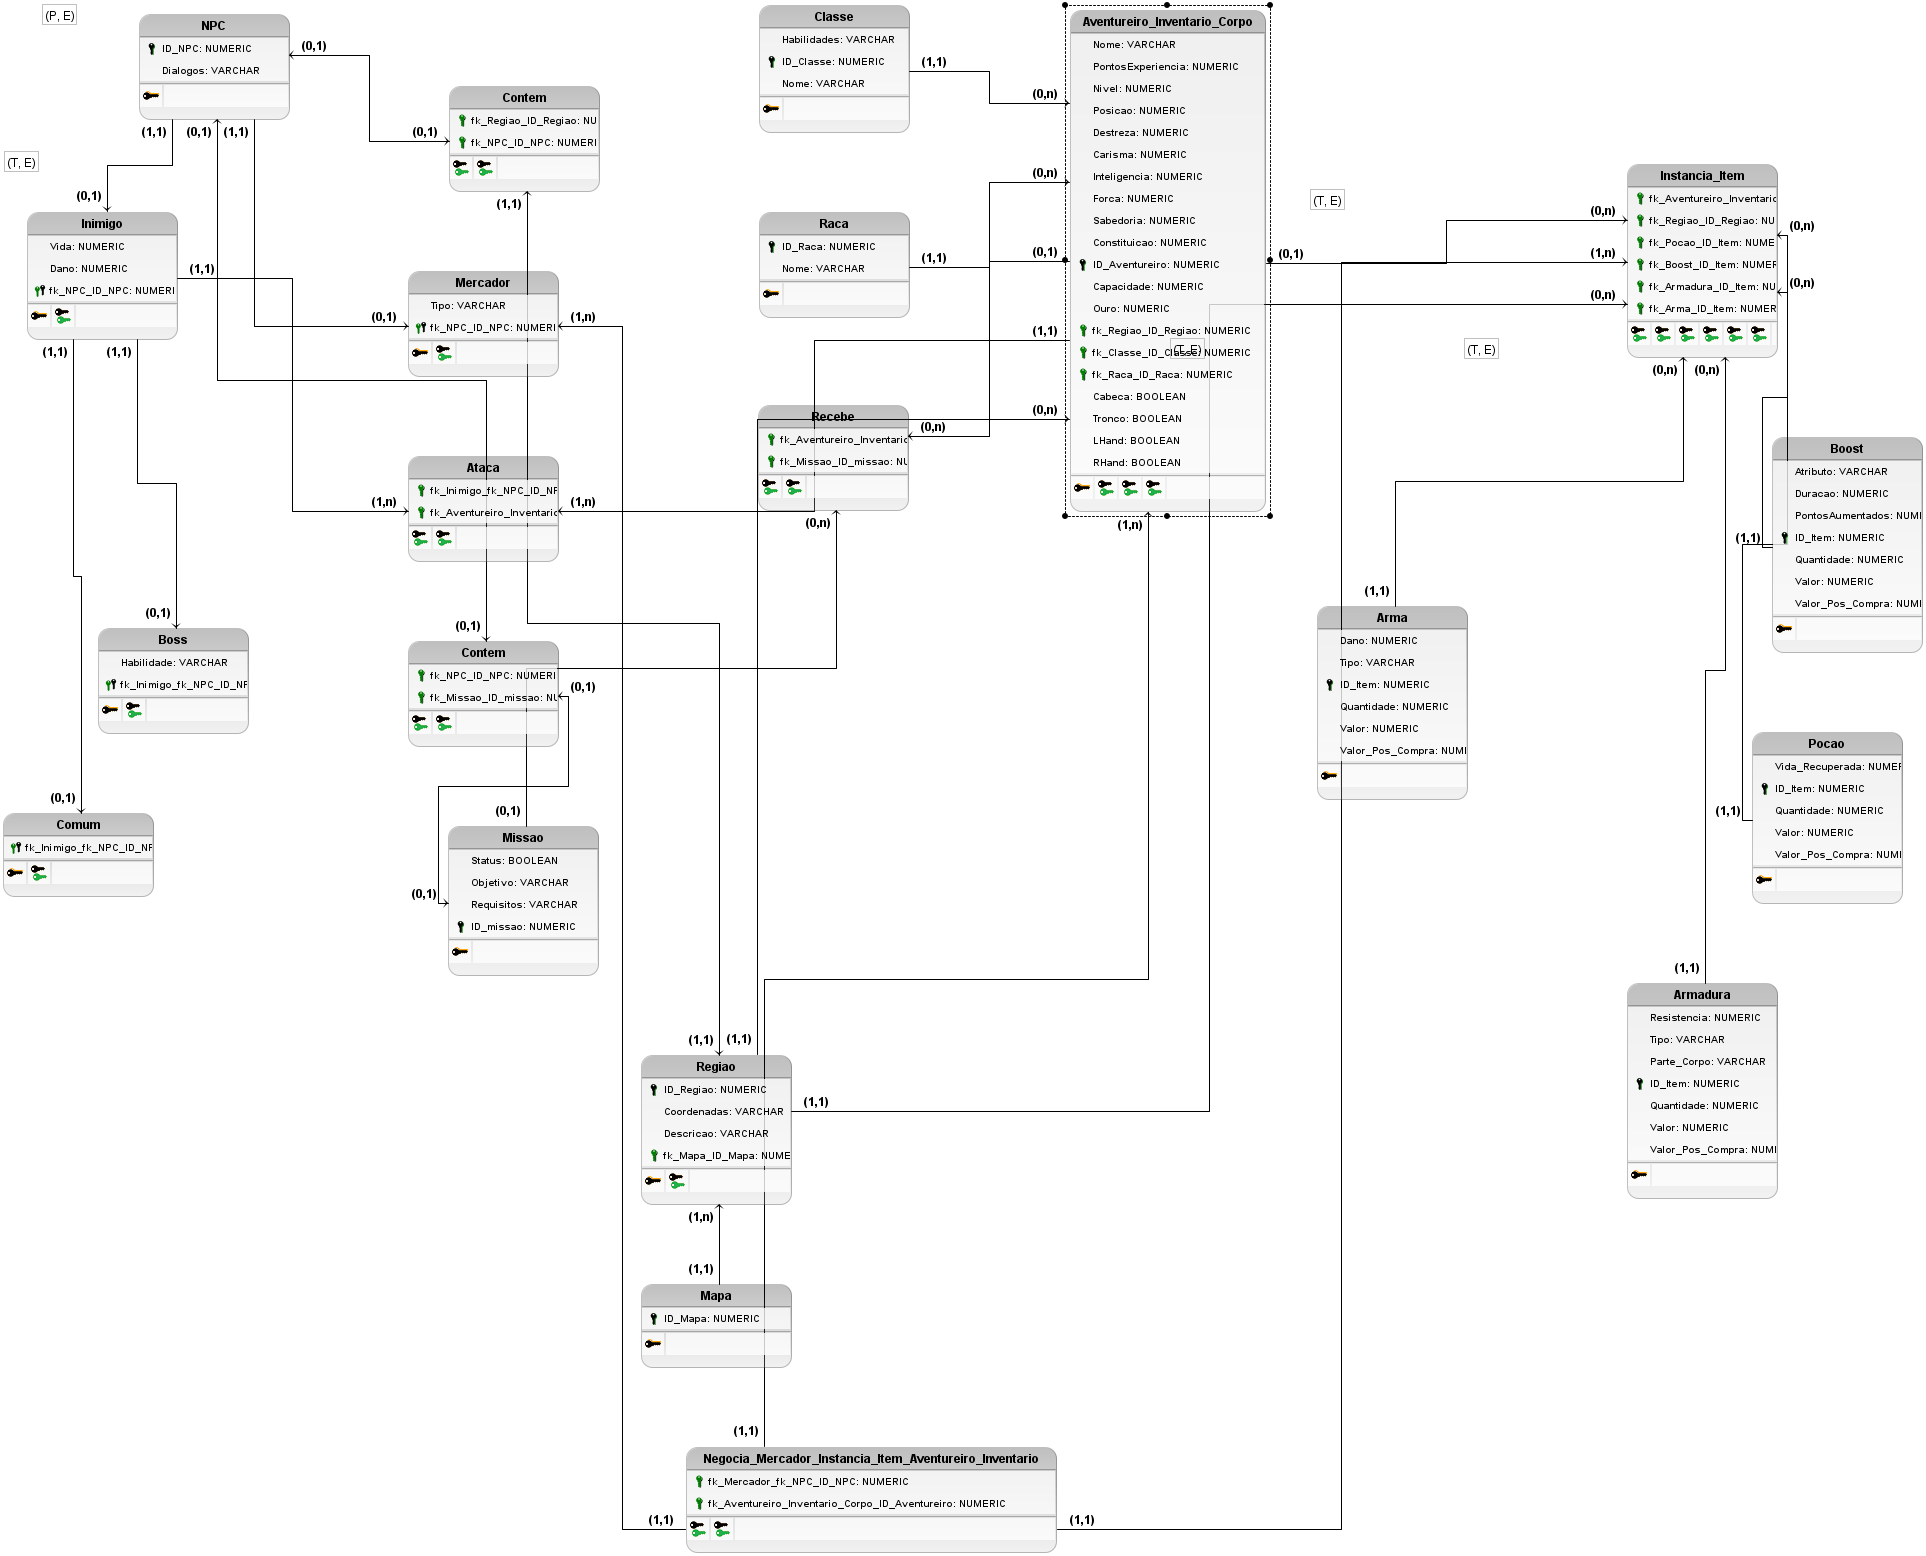 (P, E)
NPC
ID_NPC: NUMERIC
Dialogos: VARCHAR
(0,1)
(1,1)
(0,1)
(1,1)
(T, E)
(0,1)
Contem
fk_Regiao_ID_Regiao: NU
fk_NPC_ID_NPC: NUMERI
(0,1)
(1,1)
Inimigo
Vida: NUMERIC
Dano: NUMERIC
fk_NPC_ID_NPC: NUMERI
(1,1)
(1,1)
(1,1)
Mercador
Tipo: VARCHAR
fk_NPC_ID_NPC: NUMERI
(0,1)
(1,n)
Ataca
fk_Inimigo_fk_NPC_ID_NF
fk_Aventureiro_Inventaric
(1,n)
(1,n)
Boss
Habilidade: VARCHAR
fk_Inimigo_fk_NPC_ID_NF
(0,1)
Comum
fk_Inimigo_fk_NPC_ID_NF
(0,1)
Contem
fk_NPC_ID_NPC: NUMERI
fk_Missao_ID_missao: NU
(0,1)
(0,1)
Missao
Status: BOOLEAN
Objetivo: VARCHAR
Requisitos: VARCHAR
ID_missao: NUMERIC
(0,1)
(0,1)
Classe
Habilidades: VARCHAR
ID_Classe: NUMERIC
Nome: VARCHAR
(1,1)
(0,n)
Raca
ID_Raca: NUMERIC
Nome: VARCHAR
(1,1)
(0,n)
(0,1)
(1,1)
Recebe
fk_Aventureiro_Inventaric
fk_Missao_ID_missao: NU
(0,n)
(0,n)
(0,n)
Aventureiro_Inventario_Corpo
Nome: VARCHAR
PontosExperiencia: NUMERIC
Nivel: NUMERIC
Posicao: NUMERIC
Destreza: NUMERIC
Carisma: NUMERIC
Inteligencia: NUMERIC
Forca: NUMERIC
Sabedoria: NUMERIC
Constituicao: NUMERIC
ID_Aventureiro: NUMERIC
Capacidade: NUMERIC
Ouro: NUMERIC
fk_Regiao_ID_Regiao: NUMERIC
fk_Classe_ID_Classe: NUMERIC
(T, E)
fk_Raca_ID_Raca: NUMERIC
Cabeca: BOOLEAN
Tronco: BOOLEAN
LHand: BOOLEAN
RHand: BOOLEAN
(1,n)
(0,1)
(T, E)
(T, E)
Instancia_Item
fk_Aventureiro_Inventaric
fk_Regiao_ID_Regiao: NU
fk_Pocao_ID_Item: NUME
fk_Boost_ID_Item: NUMEF
fk_Armadura_ID_Item: NU
fk_Arma_ID_Item: NUMER
(0,n)
(1,n)
(0,n)
(0,n)
(0,n)
(0,n)
(0,n)
Boost
Atributo: VARCHAR
Duracao: NUMERIC
PontosAumentados: NUMI
ID_Item: NUMERIC
Quantidade: NUMERIC
Valor: NUMERIC
Valor_Pos_Compra: NUMI
(1,1)
Arma
Dano: NUMERIC
Tipo: VARCHAR
ID_Item: NUMERIC
Quantidade: NUMERIC
Valor: NUMERIC
Valor_Pos_Compra: NUMI
(1,1)
Pocao
Vida_Recuperada: NUMEF
ID_Item: NUMERIC
Quantidade: NUMERIC
Valor: NUMERIC
Valor_Pos_Compra: NUMI
(1,1)
Armadura
Resistencia: NUMERIC
Tipo: VARCHAR
Parte_Corpo: VARCHAR
ID_Item: NUMERIC
Quantidade: NUMERIC
Valor: NUMERIC
Valor_Pos_Compra: NUMI
(1,1)
(1,1)
(1,1)
Regiao
ID_Regiao: NUMERIC
Coordenadas: VARCHAR
Descricao: VARCHAR
fk_Mapa_ID_Mapa: NUME
(1,1)
(1,n)
(1,1)
Mapa
ID_Mapa: NUMERIC
(1,1)
Negocia_Mercador_Instancia_Item_Aventureiro_Inventario
fk_Mercador_fk_NPC_ID_NPC: NUMERIC
fk_Aventureiro_Inventario_Corpo_ID_Aventureiro: NUMERIC
(1,1)
(1,1)